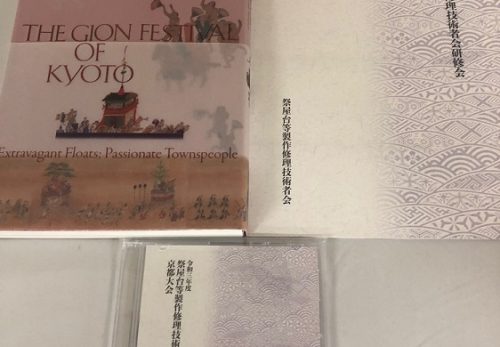 THE GION FESTIVAL
OF
KYOTO
Extravagant Floats: Passionate Townspeople
理技術者会研修会
祭屋台等製作修理技術者会
令和三年度
祭屋台等製作修理技術
京都大会